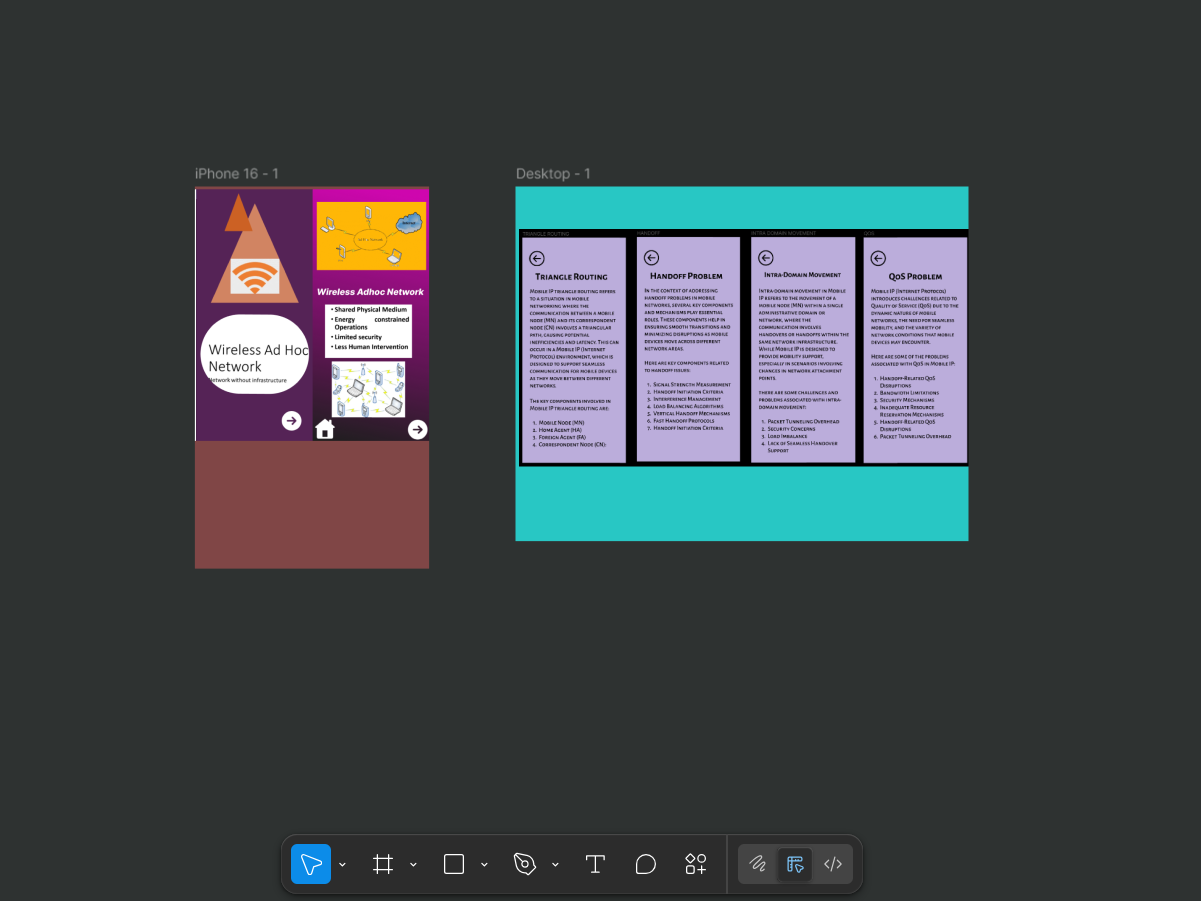 iPhone 16 - 1
Wireless Ad Hoc
Network
Network without infrastructure
Wireless Adhoc Network
• Shared Physical Medium
• Energy constrained
Operations
• Limited security
• Less Human Intervention
Desktop - 1
TRIANGLE ROUTING
Triangle Routing
Mobile IP triangle routing refers
to a situation in mobile
networking where the
communication between a mobile
node (MN) and its correspondent
node (CN) involves a triangular
path, causing potential
inefficiencies and latency. This can
occur in a Mobile IP (Internet
Protocol) environment, which is
designed to support seamless
communication for mobile devices
as they move between different
networks.
The key components involved in
Mobile IP triangle routing are:
1. Mobile Node (MN)
2. Home Agent (HA)
3. Foreign Agent (FA)
4. Correspondent Node (CN):
HANDOFF
Handoff Problem
In the context of addressing
handoff problems in mobile
networks, several key components
and mechanisms play essential
roles. These components help in
ensuring smooth transitions and
minimizing disruptions as mobile
devices move across different
network areas.
Here are key components related
to handoff issues:
1. Signal Strength Measurement
2. Handoff Initiation Criteria
3. Interference Management
4. Load Balancing Algorithms
5. Vertical Handoff Mechanisms
6. Fast Handoff Protocols
7. Handoff Initiation Criteria.
INTRA DOMAIN MOVEMENT
Intra-Domain Movement
Intra-domain movement in Mobile
IP refers to the movement of a
mobile node (MN) within a single
administrative domain or
network, where the
communication involves
handovers or handoffs within the
same network infrastructure.
While Mobile IP is designed to
provide mobility support,
especially in scenarios involving
changes in network attachment
points.
There are some challenges and
problems associated with intra-
domain movement:
1. Packet Tunneling Overhead
2. Security Concerns
3. Load Imbalance
4. Lack of Seamless Handover
Support
QOS
QoS Problem
Mobile IP (Internet Protocol)
introduces challenges related to
Quality of Service (QoS) due to the
dynamic nature of mobile
networks, the need for seamless
mobility, and the variety of
network conditions that mobile
devices may encounter.
Here are some of the problems
associated with QoS in Mobile IP:
1. Handoff-Related QoS
Disruptions
2. Bandwidth Limitations
3. Security Mechanisms
4. Inadequate Resource
Reservation Mechanisms
5. Handoff-Related QoS
Disruptions
6. Packet Tunneling Overhead